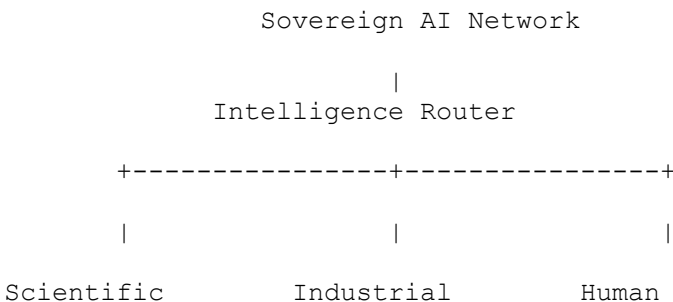 Sovereign AI Network
|
Intelligence Router
+----------------+----------------+
| | |
Scientific Industrial Human